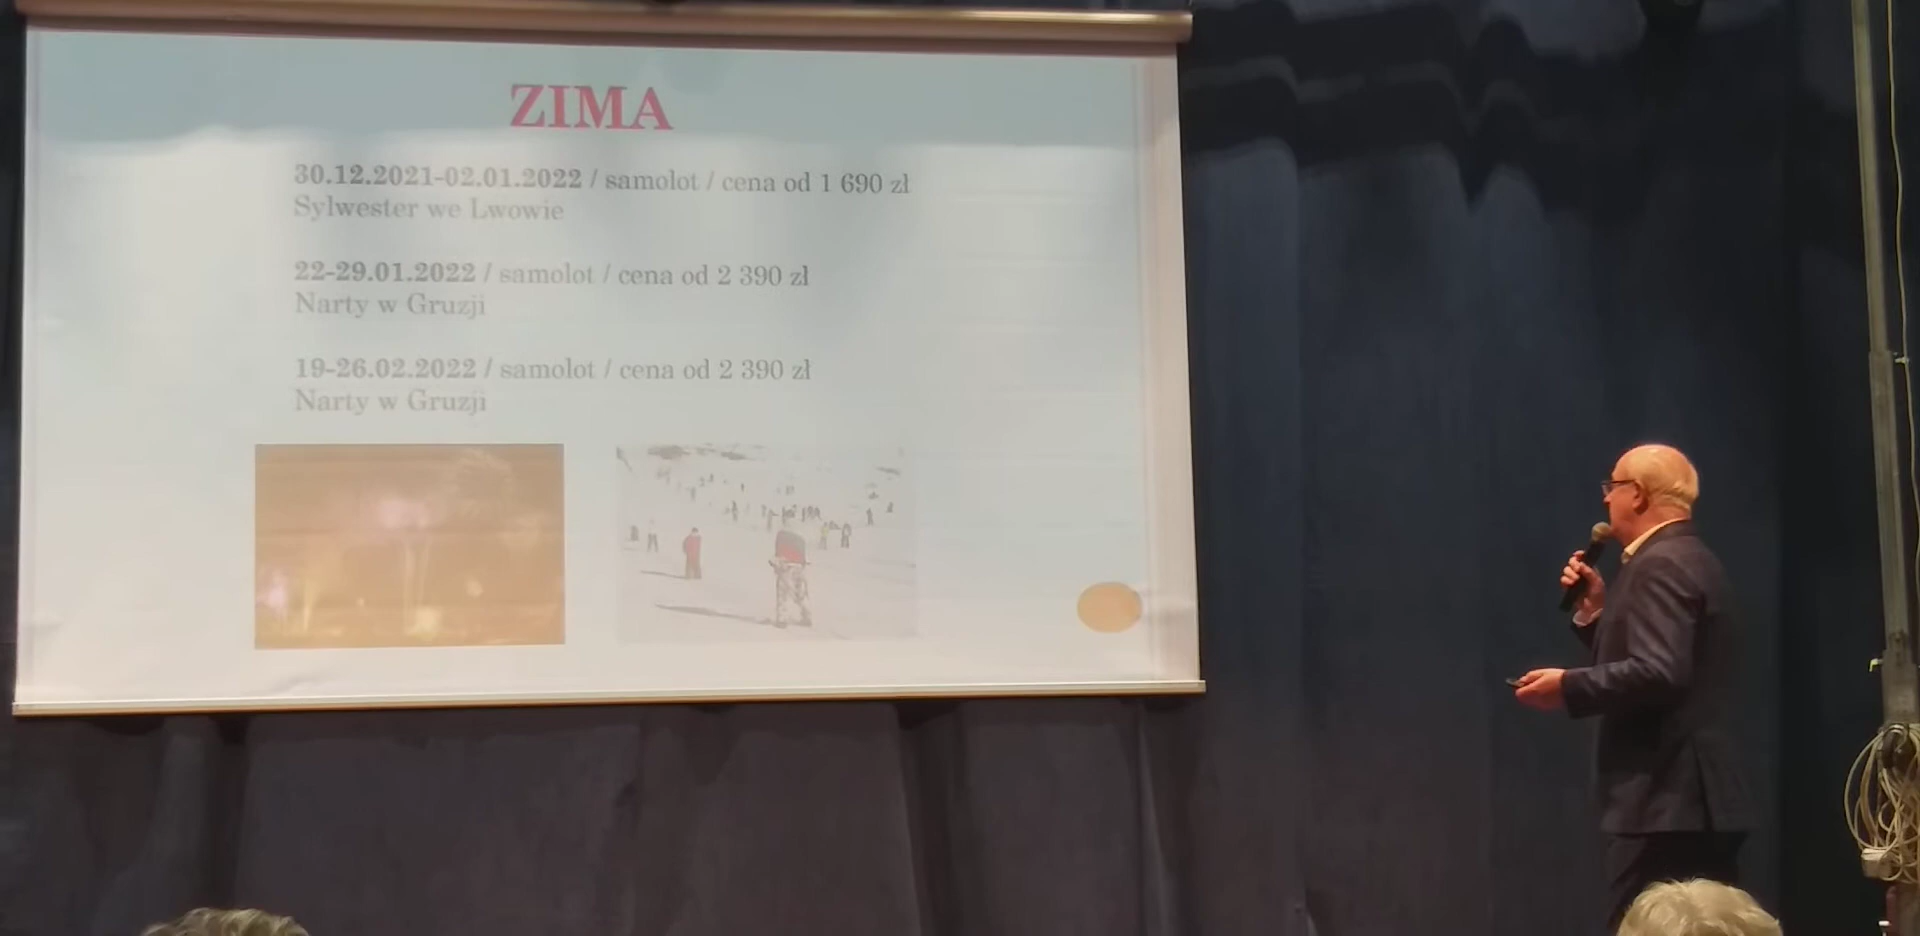 ZIMA
30.12.2021-02.01.2022 / samolot / cena od 1 690 zł
Sylwester we Lwowie
22-29.01.2022 / samolot / cena od 2 390 zł
Narty w Gruzji
19-26.02.2022 / samolot / cena od 2 390 zł
Narty w Gruzji